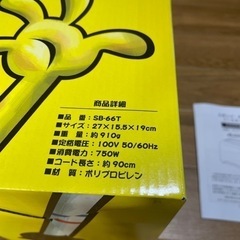 商品詳細
■品番：SB-66T
■サイズ：27×15.5×19cm
■重量：約910g
■定格電圧：100V 50/60Hz
■消費電力：750W
■コード長さ：約90cm
■材質：ポリプロピレン